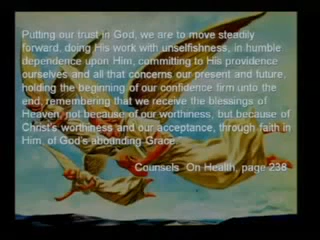 Putting our trust in God, we are to move steadily
forward, doing His work with unselfishness, in humble
dependence upon Him, committing to His providence
ourselves and all that concerns our present and future,
holding the beginning of our confidence firm unto the
end, remembering that we receive the blessings of
Heaven, not because of our worthiness, but because of
Christ's worthiness and our acceptance, through faith in
Him, of God's abounding Grace.
Counsels On Health, page 238